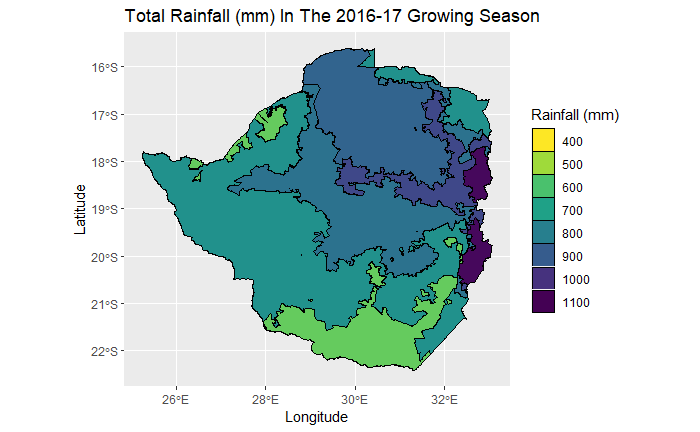 Total Rainfall (mm) In The 2016-17 Growing Season
16°S
17°S
18°S
19°S
20°S
21°S
22°S
Latitude
26°E 28°E 30°E 32°E
Longitude
Rainfall (mm)
400
500
600
700
800
900
1000
1100